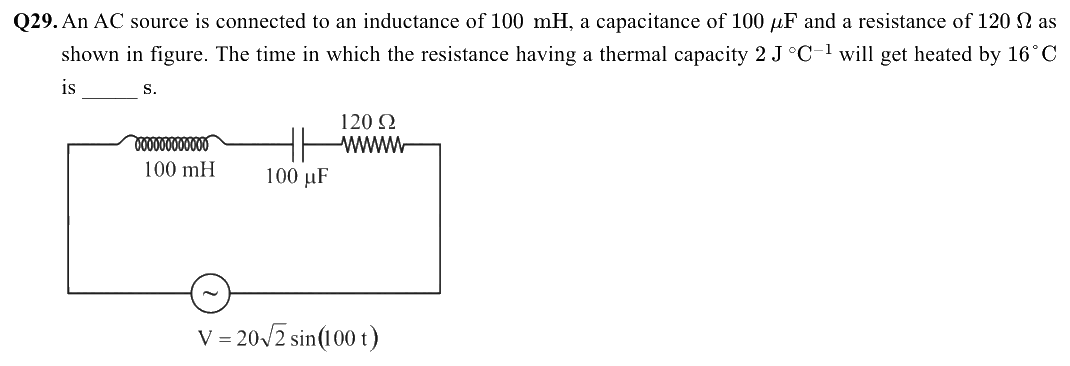 Q29. An AC source is connected to an inductance of 100 mH, a capacitance of 100 μF and a resistance of 120 Ω as
shown in figure. The time in which the resistance having a thermal capacity 2 J °C⁻¹ will get heated by 16°C
is _____ s.
120 Ω
100 mH
100 μF
~
V = 20√2 sin(100 t)